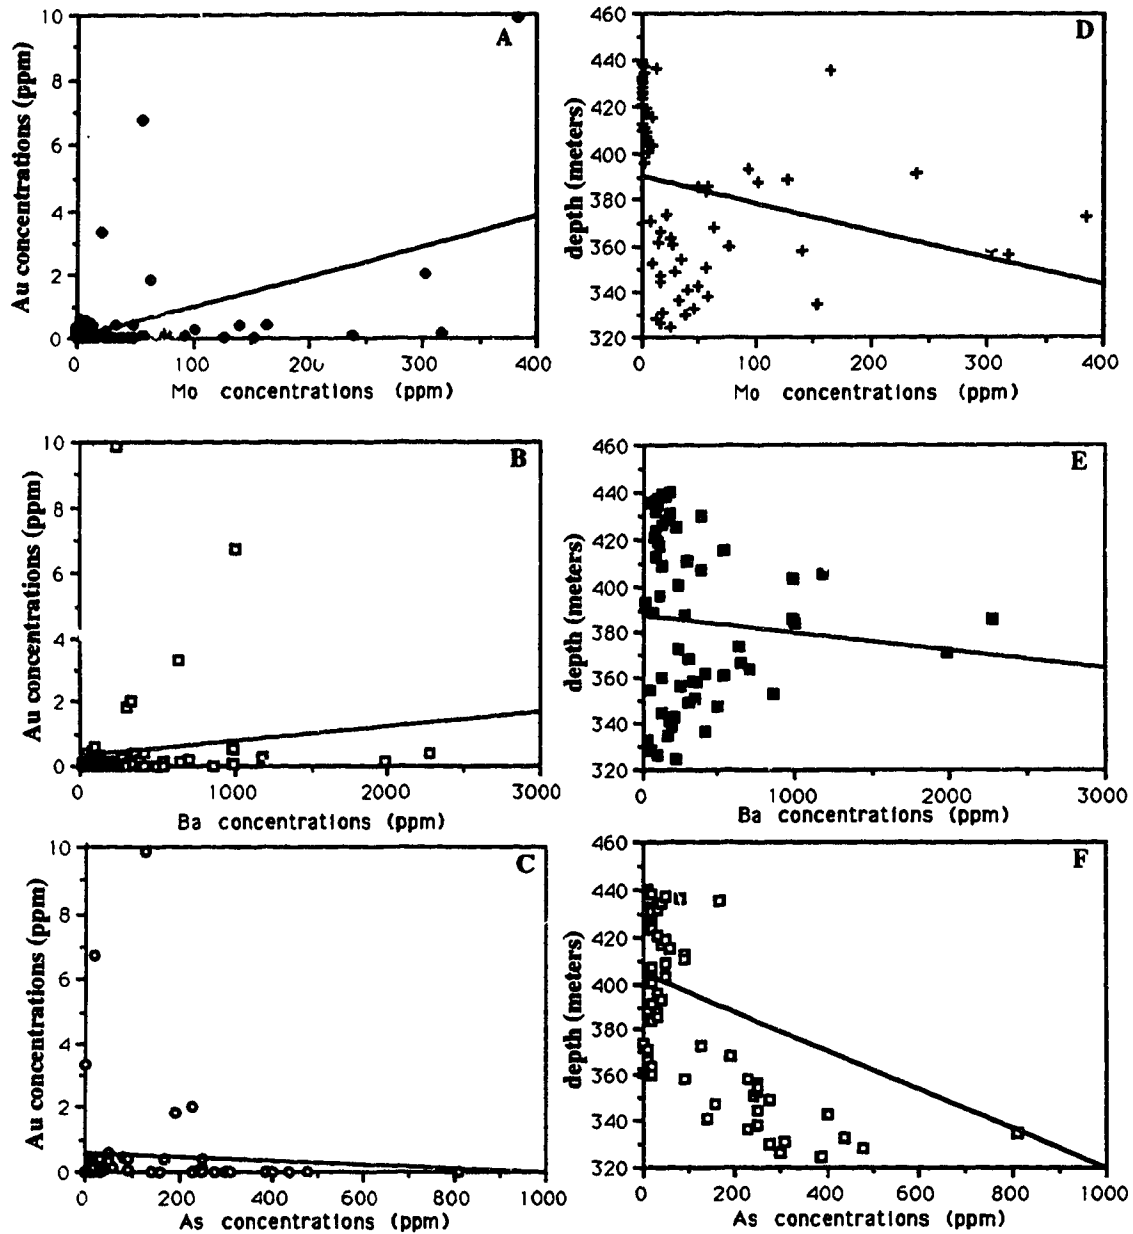 A
Au concentrations (ppm)
10
8
6
4
2
0
0 100 200 300 400
Mo concentrations (ppm)
D
depth (meters)
460
440
420
400
380
360
340
320
0 100 200 300 400
Mo concentrations (ppm)
B
Au concentrations (ppm)
10
8
6
4
2
0
0 1000 2000 3000
Ba concentrations (ppm)
E
depth (meters)
460
440
420
400
380
360
340
320
0 1000 2000 3000
Ba concentrations (ppm)
C
Au concentrations (ppm)
10
8
6
4
2
0
0 200 400 600 800 1000
As concentrations (ppm)
F
depth (meters)
460
440
420
400
380
360
340
320
0 200 400 600 800 1000
As concentrations (ppm)